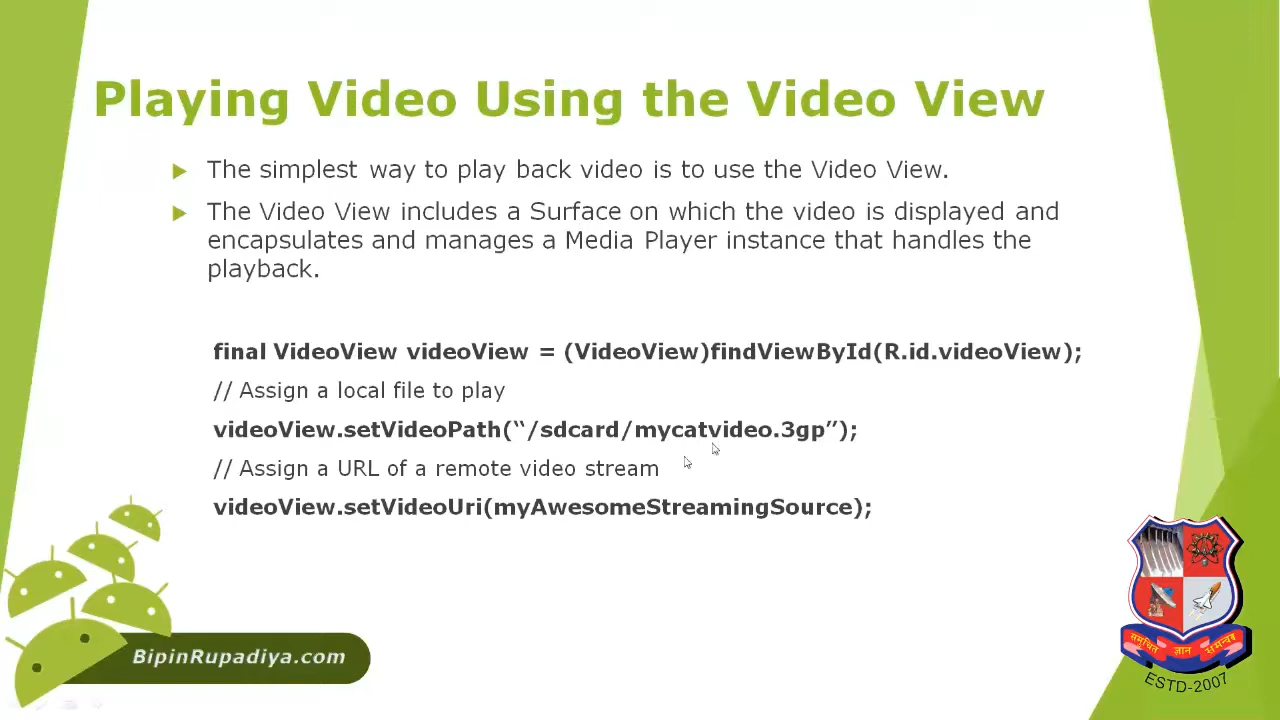 Playing Video Using the Video View
The simplest way to play back video is to use the Video View.
The Video View includes a Surface on which the video is displayed and
encapsulates and manages a Media Player instance that handles the
playback.
final VideoView videoView = (VideoView)findViewById(R.id.videoView);
// Assign a local file to play
videoView.setVideoPath(“/sdcard/mycatvideo.3gp”);
// Assign a URL of a remote video stream
videoView.setVideoUri(myAwesomeStreamingSource);
BipinRupadiya.com
समुचित ज्ञान समन्वय
ESTD-2007